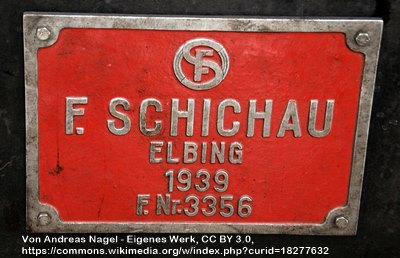 FS
F. SCHICHAU
ELBING
1939
F. Nr. 3356
Von Andreas Nagel - Eigenes Werk, CC BY 3.0,
https://commons.wikimedia.org/w/index.php?curid=18277632